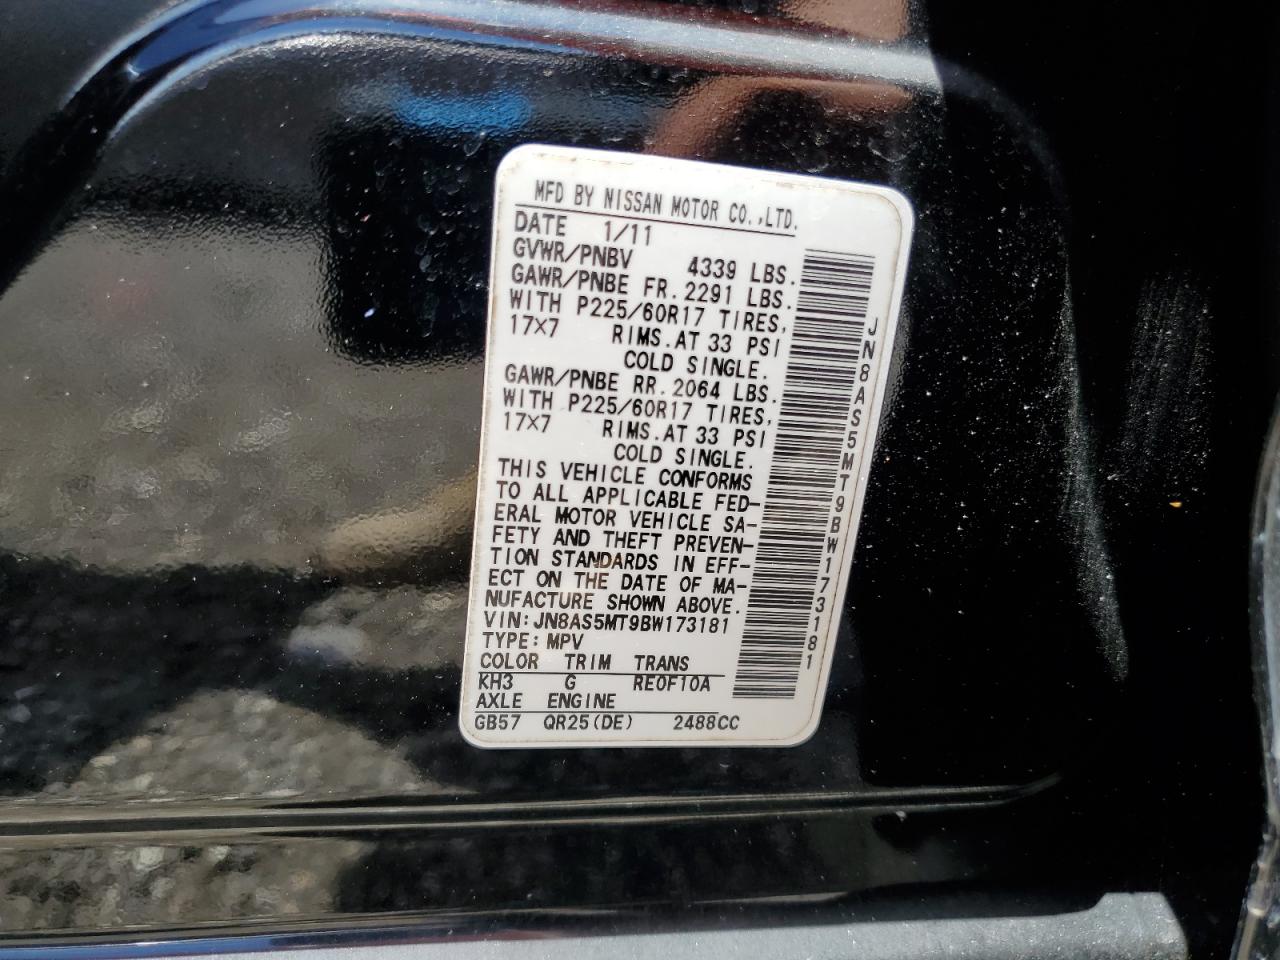 MFD BY NISSAN MOTOR CO.,LTD.
DATE 1/11
GVWR/PNBV 4339 LBS.
GAWR/PNBE FR. 2291 LBS.
WITH P225/60R17 TIRES,
17×7 RIMS. AT 33 PSI
COLD SINGLE.
GAWR/PNBE RR. 2064 LBS.
WITH P225/60R17 TIRES,
17×7 RIMS. AT 33 PSI
COLD SINGLE.
THIS VEHICLE CONFORMS
TO ALL APPLICABLE FED-
ERAL MOTOR VEHICLE SA-
FETY AND THEFT PREVEN-
TION STANDARDS IN EFF-
ECT ON THE DATE OF MA-
NUFACTURE SHOWN ABOVE.
VIN: JN8AS5MT9BW173181
TYPE: MPV
COLOR TRIM TRANS
KH3 G RE0F10A
AXLE ENGINE
GB57 QR25(DE) 2488CC
JN8AS5MT9BW173181